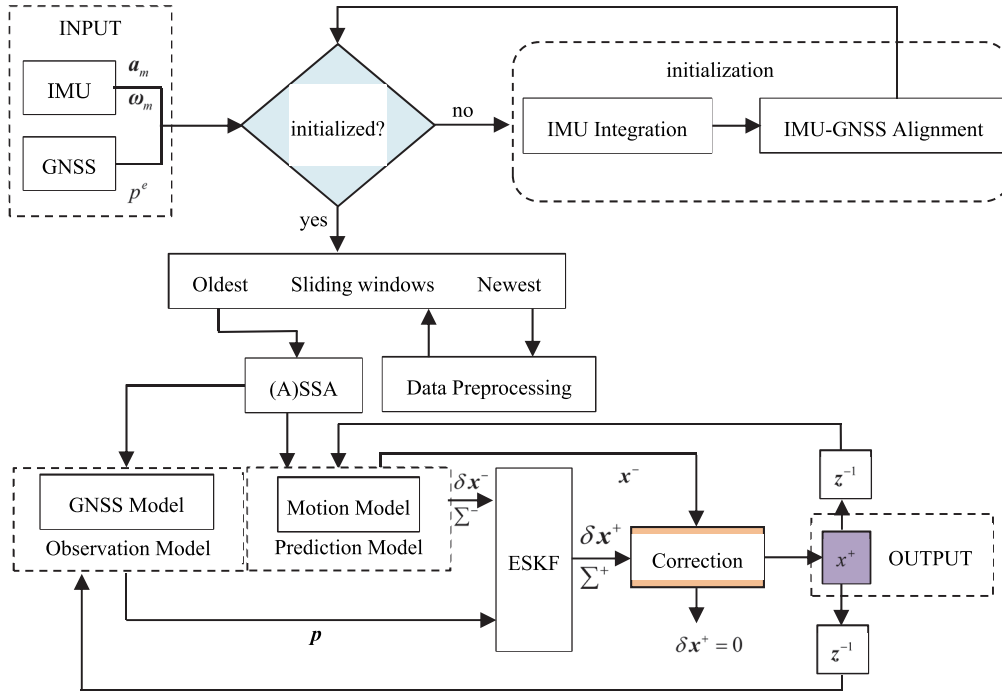 INPUT
IMU
a_m
ω_m
GNSS
p^e
initialized?
no
yes
initialization
IMU Integration
IMU-GNSS Alignment
Oldest
Sliding windows
Newest
(A)SSA
Data Preprocessing
GNSS Model
Observation Model
Motion Model
Prediction Model
δx⁻
Σ⁻
x⁻
ESKF
δx⁺
Σ⁺
Correction
δx⁺ = 0
p
z⁻¹
x⁺
OUTPUT
z⁻¹